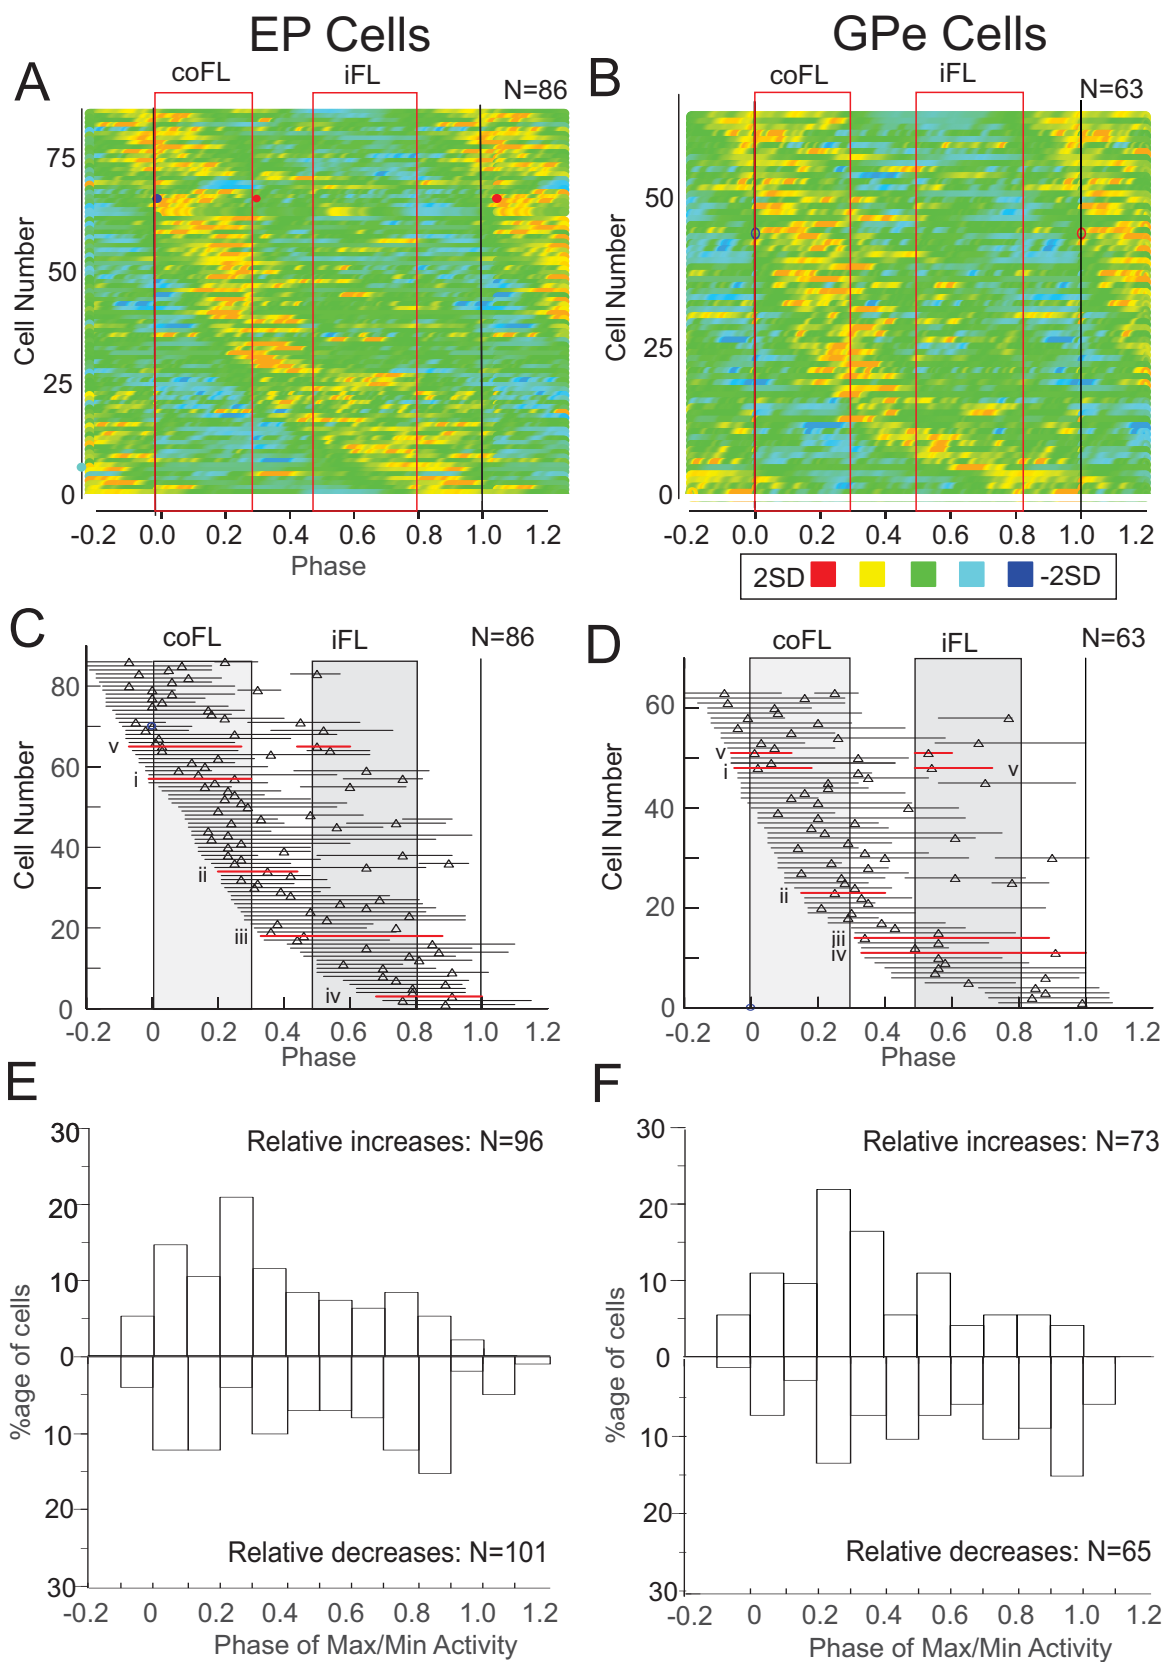 EP Cells
GPe Cells
A
coFL
iFL
N=86
B
coFL
iFL
N=63
Cell Number
75
50
25
0
Cell Number
50
25
0
-0.2 0.0 0.2 0.4 0.6 0.8 1.0 1.2
Phase
-0.2 0.0 0.2 0.4 0.6 0.8 1.0 1.2
2SD -2SD
C
coFL
iFL
N=86
D
coFL
iFL
N=63
Cell Number
80
60
40
20
0
v
i
ii
iii
iv
Cell Number
60
40
20
0
v
i
v
ii
iii
iv
-0.2 0 0.2 0.4 0.6 0.8 1.0 1.2
Phase
-0.2 0 0.2 0.4 0.6 0.8 1.0 1.2
Phase
E
Relative increases: N=96
F
Relative increases: N=73
%age of cells
30
20
10
0
10
20
30
%age of cells
30
20
10
0
10
20
30
Relative decreases: N=101
Relative decreases: N=65
-0.2 0 0.2 0.4 0.6 0.8 1.0 1.2
Phase of Max/Min Activity
-0.2 0 0.2 0.4 0.6 0.8 1.0 1.2
Phase of Max/Min Activity